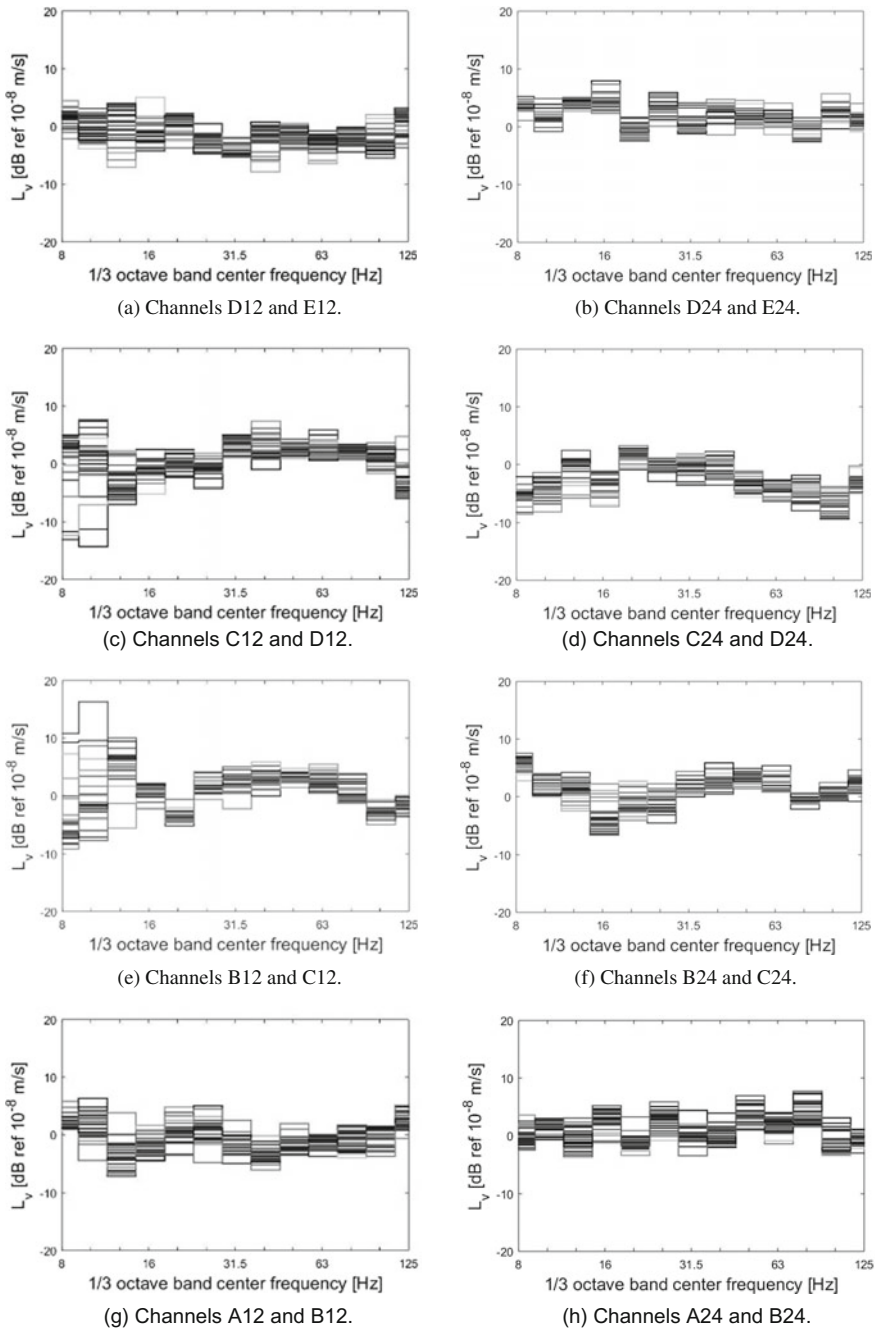 20
10
0
-10
-20
L_v [dB ref 10^-8 m/s]
8 16 31.5 63 125
1/3 octave band center frequency [Hz]
(a) Channels D12 and E12.
20
10
0
-10
-20
L_v [dB ref 10^-8 m/s]
8 16 31.5 63 125
1/3 octave band center frequency [Hz]
(b) Channels D24 and E24.
20
10
0
-10
-20
L_v [dB ref 10^-8 m/s]
8 16 31.5 63 125
1/3 octave band center frequency [Hz]
(c) Channels C12 and D12.
20
10
0
-10
-20
L_v [dB ref 10^-8 m/s]
8 16 31.5 63 125
1/3 octave band center frequency [Hz]
(d) Channels C24 and D24.
20
10
0
-10
-20
L_v [dB ref 10^-8 m/s]
8 16 31.5 63 125
1/3 octave band center frequency [Hz]
(e) Channels B12 and C12.
20
10
0
-10
-20
L_v [dB ref 10^-8 m/s]
8 16 31.5 63 125
1/3 octave band center frequency [Hz]
(f) Channels B24 and C24.
20
10
0
-10
-20
L_v [dB ref 10^-8 m/s]
8 16 31.5 63 125
1/3 octave band center frequency [Hz]
(g) Channels A12 and B12.
20
10
0
-10
-20
L_v [dB ref 10^-8 m/s]
8 16 31.5 63 125
1/3 octave band center frequency [Hz]
(h) Channels A24 and B24.